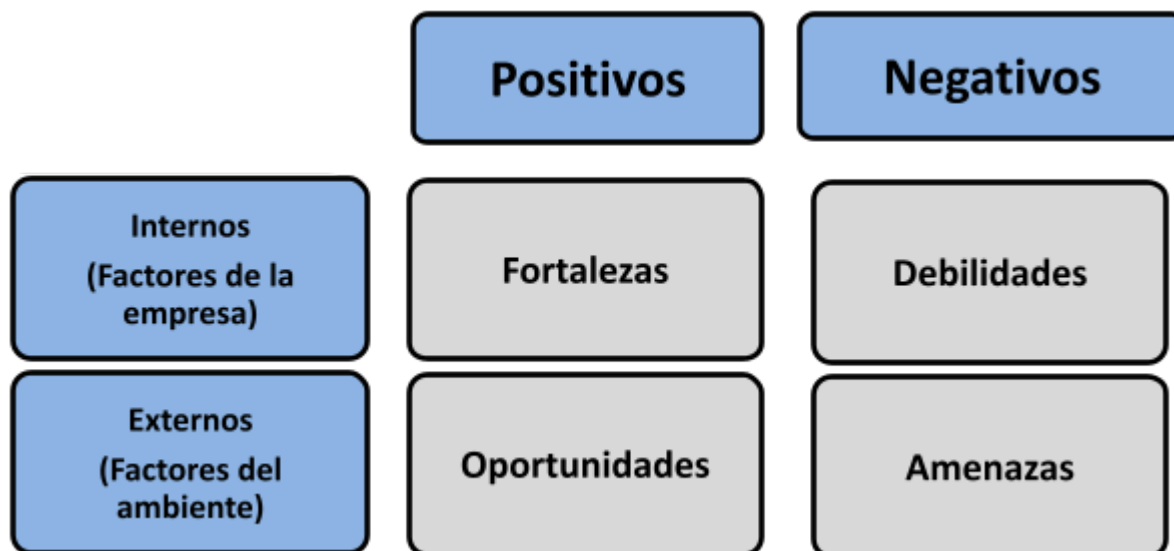 Positivos
Negativos
Internos
(Factores de la
empresa)
Fortalezas
Debilidades
Externos
(Factores del
ambiente)
Oportunidades
Amenazas